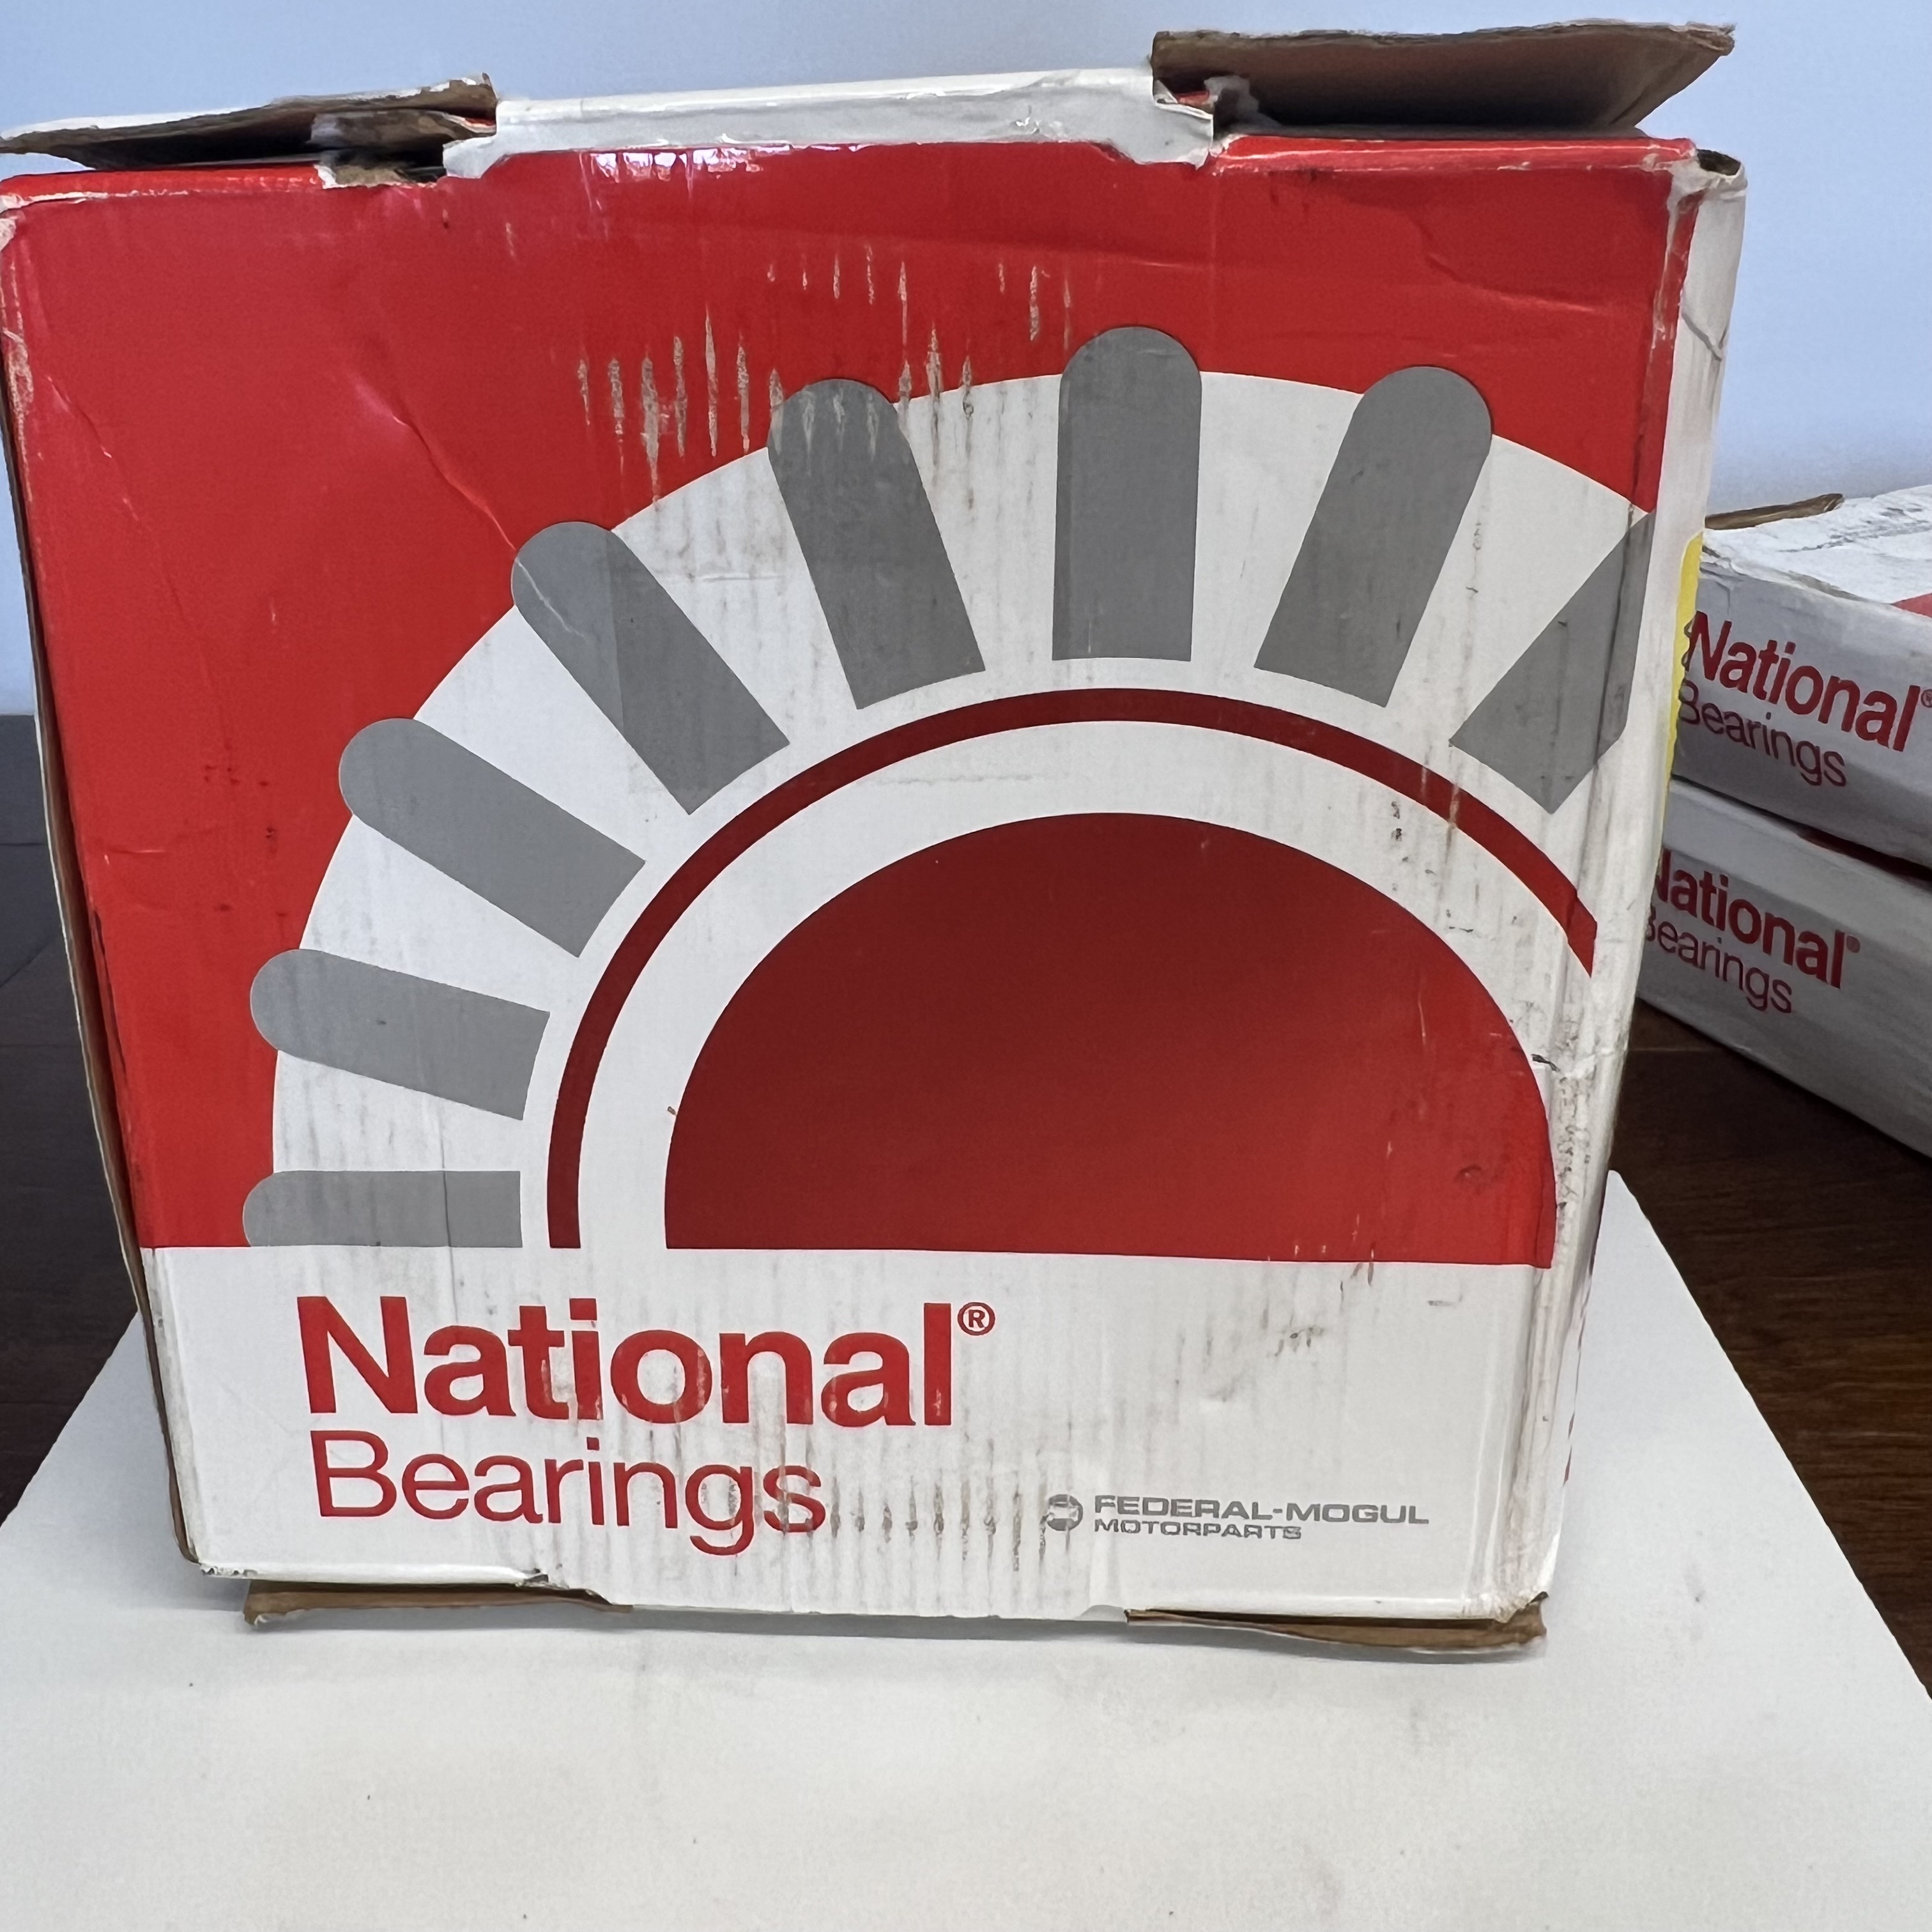 National®
Bearings
FEDERAL-MOGUL
MOTORPARTS
National®
Bearings
National®
Bearings